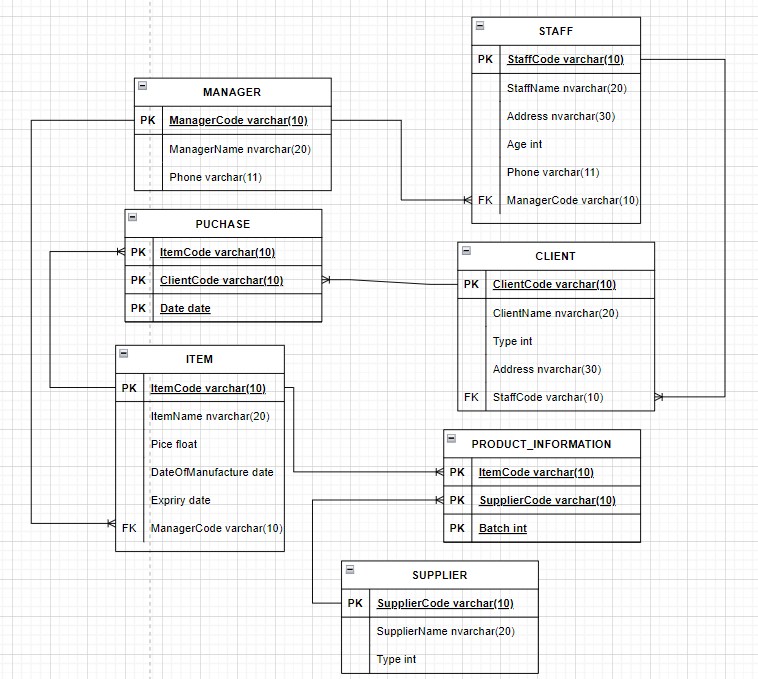 STAFF
PK StaffCode varchar(10)
StaffName nvarchar(20)
Address nvarchar(30)
Age int
Phone varchar(11)
FK ManagerCode varchar(10)
MANAGER
PK ManagerCode varchar(10)
ManagerName nvarchar(20)
Phone varchar(11)
PUCHASE
PK ItemCode varchar(10)
PK ClientCode varchar(10)
PK Date date
CLIENT
PK ClientCode varchar(10)
ClientName nvarchar(20)
Type int
Address nvarchar(30)
FK StaffCode varchar(10)
ITEM
PK ItemCode varchar(10)
ItemName nvarchar(20)
Pice float
DateOfManufacture date
Expriry date
FK ManagerCode varchar(10)
PRODUCT_INFORMATION
PK ItemCode varchar(10)
PK SupplierCode varchar(10)
PK Batch int
SUPPLIER
PK SupplierCode varchar(10)
SupplierName nvarchar(20)
Type int